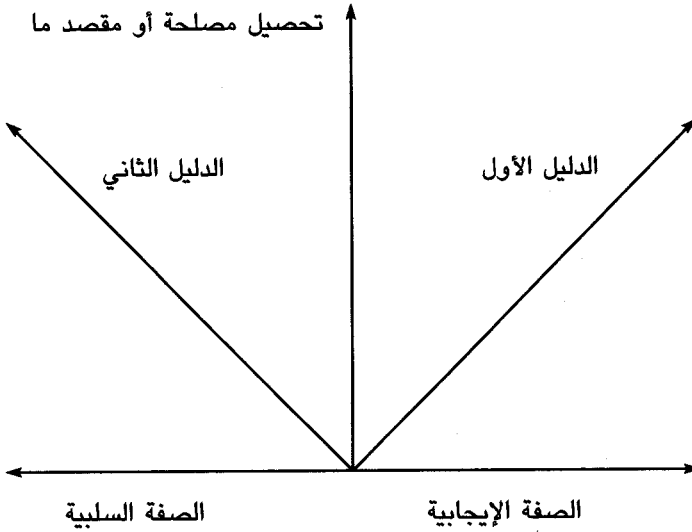 تحصيل مصلحة أو مقصد ما
الدليل الأول
الدليل الثاني
الصفة الإيجابية
الصفة السلبية